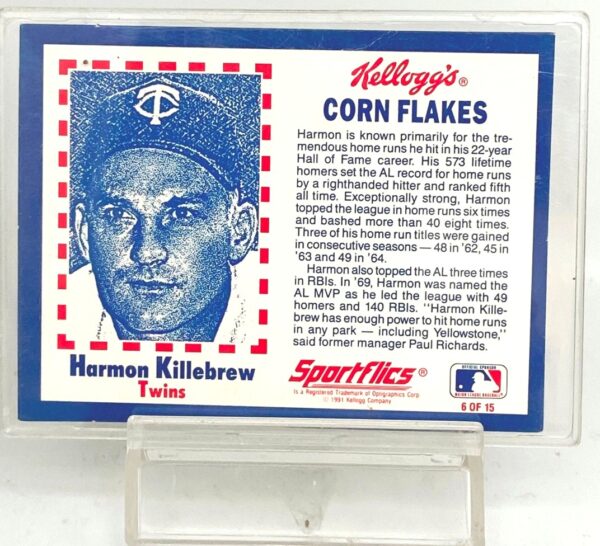 TC
Harmon Killebrew
Twins
Kellogg's®
CORN FLAKES
Harmon is known primarily for the tre-
mendous home runs he hit in his 22-year
Hall of Fame career. His 573 lifetime
homers set the AL record for home runs
by a righthanded hitter and ranked fifth
all time. Exceptionally strong, Harmon
topped the league in home runs six times
and bashed more than 40 eight times.
Three of his home run titles were gained
in consecutive seasons — 48 in '62, 45 in
'63 and 49 in '64.
Harmon also topped the AL three times
in RBIs. In '69, Harmon was named the
AL MVP as he led the league with 49
homers and 140 RBIs. "Harmon Kille-
brew has enough power to hit home runs
in any park — including Yellowstone,"
said former manager Paul Richards.
Sportflics®
Is a Registered Trademark of Optigraphics Corp
© 1991 Kellogg Company
OFFICIAL SPONSOR
MAJOR LEAGUE BASEBALL
6 OF 15